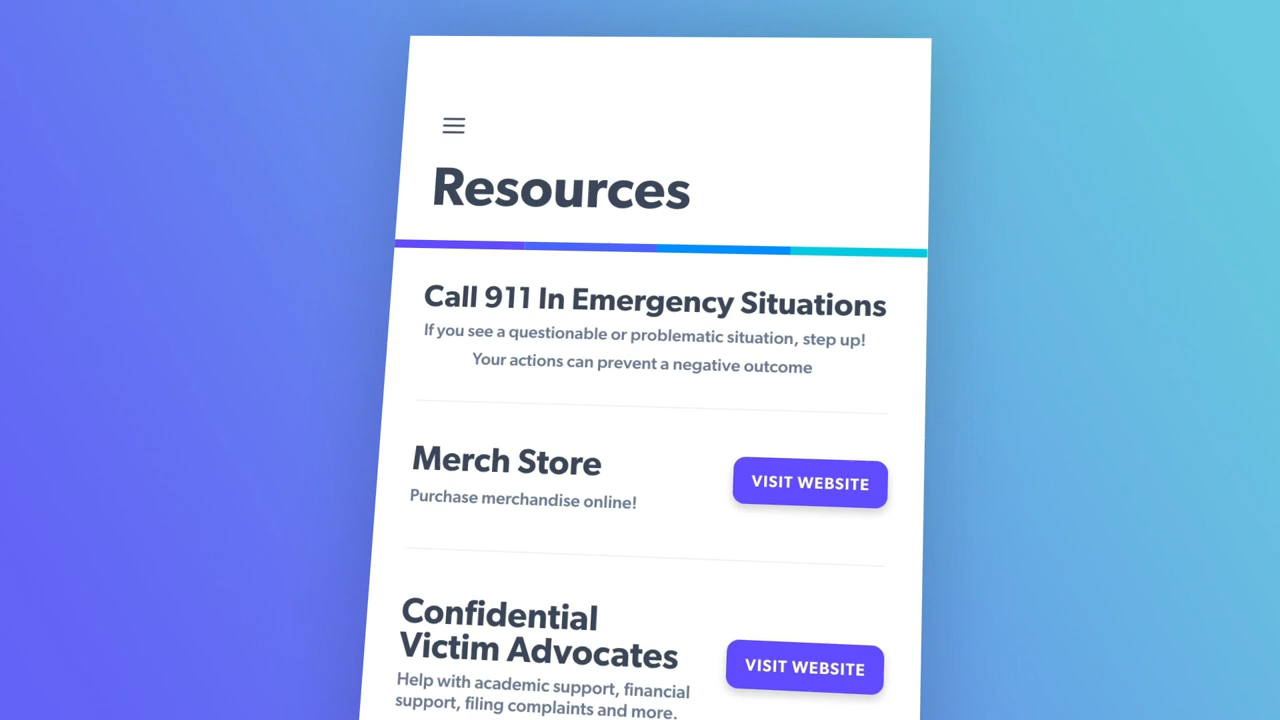 Resources
Call 911 In Emergency Situations
If you see a questionable or problematic situation, step up!
Your actions can prevent a negative outcome
Merch Store
Purchase merchandise online!
VISIT WEBSITE
Confidential
Victim Advocates
Help with academic support, financial
support, filing complaints and more.
VISIT WEBSITE